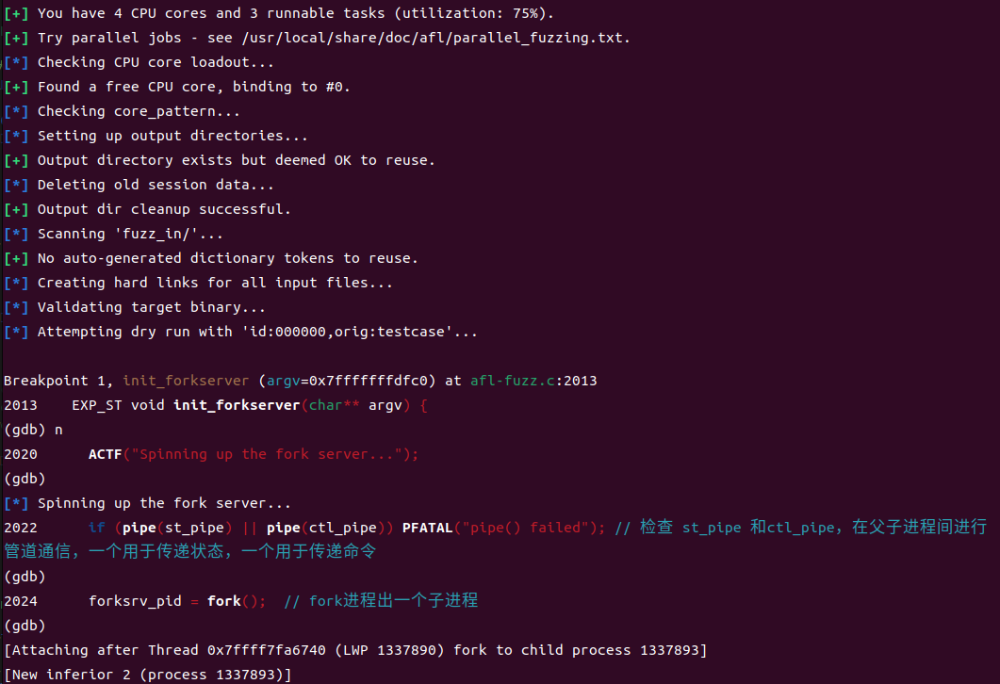 [+] You have 4 CPU cores and 3 runnable tasks (utilization: 75%).
[+] Try parallel jobs - see /usr/local/share/doc/afl/parallel_fuzzing.txt.
[*] Checking CPU core loadout...
[+] Found a free CPU core, binding to #0.
[*] Checking core_pattern...
[*] Setting up output directories...
[+] Output directory exists but deemed OK to reuse.
[*] Deleting old session data...
[+] Output dir cleanup successful.
[*] Scanning 'fuzz_in/'...
[+] No auto-generated dictionary tokens to reuse.
[*] Creating hard links for all input files...
[*] Validating target binary...
[*] Attempting dry run with 'id:000000,orig:testcase'...
Breakpoint 1, init_forkserver (argv=0x7fffffffdfc0) at afl-fuzz.c:2013
2013    EXP_ST void init_forkserver(char** argv) {
(gdb) n
2020      ACTF("Spinning up the fork server...");
(gdb)
[*] Spinning up the fork server...
2022      if (pipe(st_pipe) || pipe(ctl_pipe)) PFATAL("pipe() failed"); // 检查 st_pipe 和ctl_pipe，在父子进程间进行
管道通信，一个用于传递状态，一个用于传递命令
(gdb)
2024      forksrv_pid = fork();  // fork进程出一个子进程
(gdb)
[Attaching after Thread 0x7ffff7fa6740 (LWP 1337890) fork to child process 1337893]
[New inferior 2 (process 1337893)]